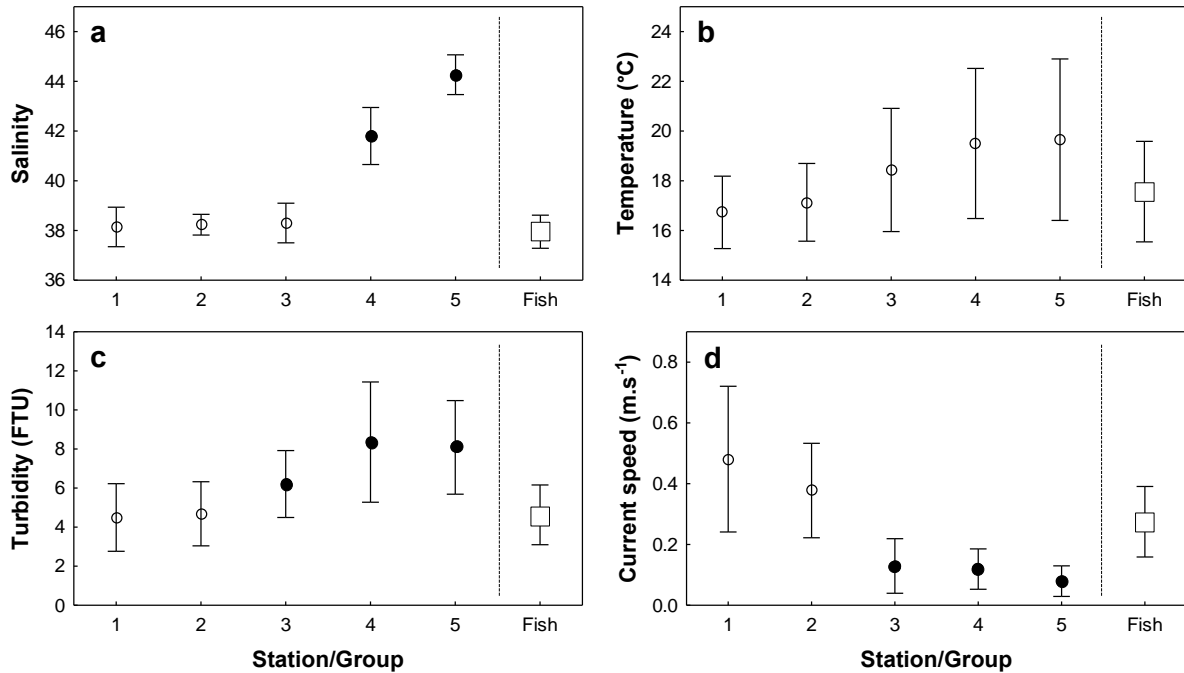 a
Salinity
46
44
42
40
38
36
1 2 3 4 5 Fish
b
Temperature (°C)
24
22
20
18
16
14
1 2 3 4 5 Fish
c
Turbidity (FTU)
14
12
10
8
6
4
2
0
1 2 3 4 5 Fish
Station/Group
d
Current speed (m.s-1)
0.8
0.6
0.4
0.2
0.0
1 2 3 4 5 Fish
Station/Group